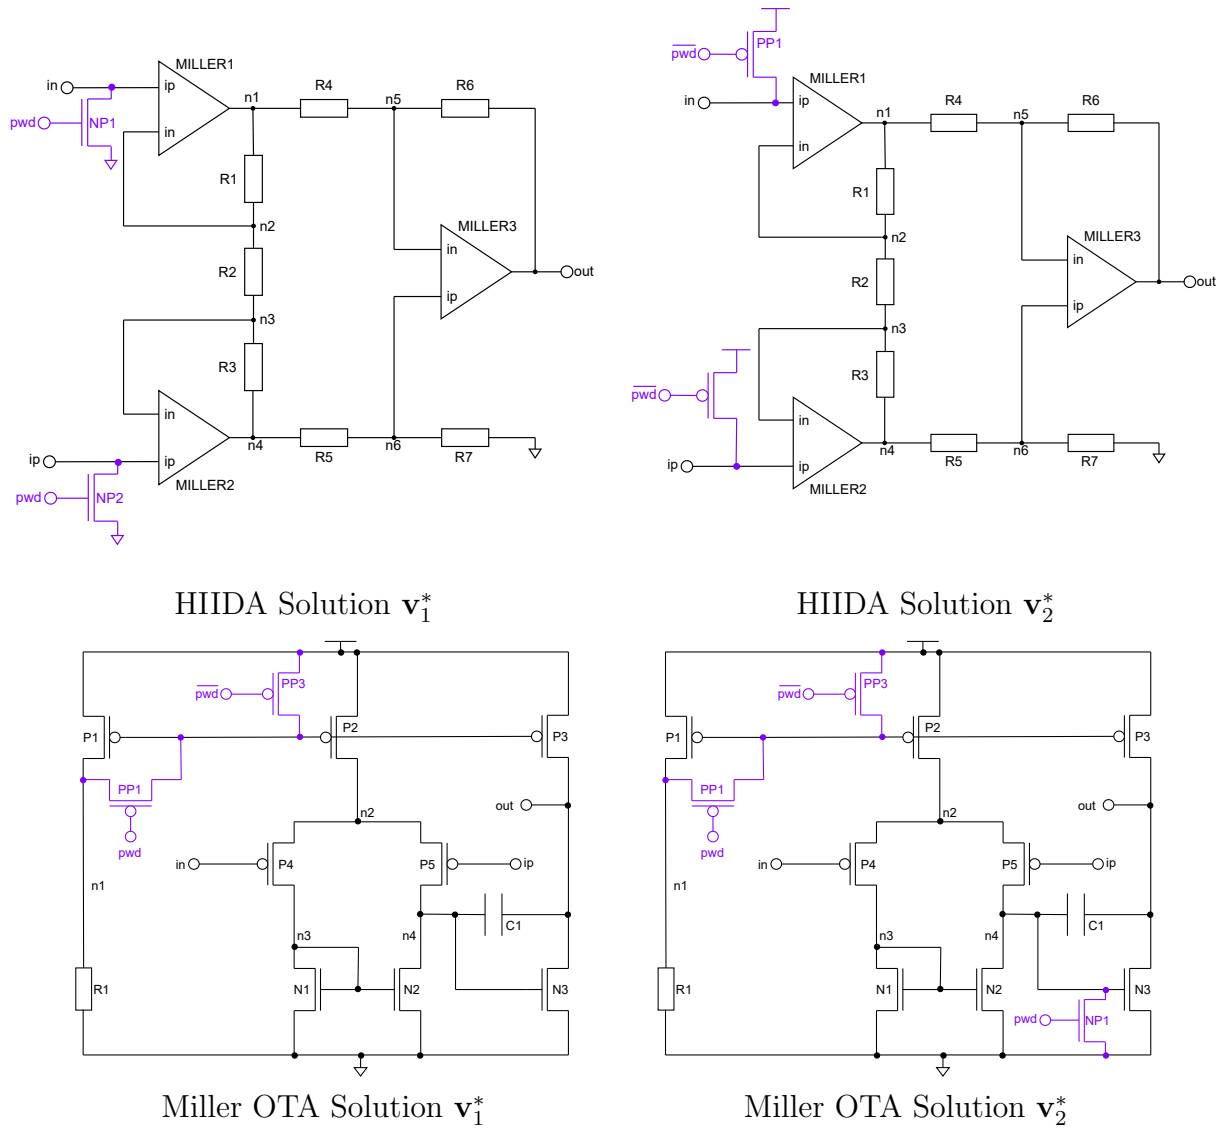 MILLER1
in
ip
R4
n1
n5
R6
pwd
NP1
in
R1
n2
MILLER3
in
R2
out
ip
n3
R3
in
n4
n6
R5
R7
ip
ip
MILLER2
pwd
NP2
HIIDA Solution v₁*
pwd
PP1
MILLER1
in
ip
R4
n1
n5
R6
in
R1
n2
MILLER3
in
R2
out
ip
n3
R3
pwd
in
n4
n6
R5
R7
ip
ip
MILLER2
HIIDA Solution v₂*
pwd
PP3
P1
P2
P3
PP1
pwd
out
n2
in
P4
P5
ip
n1
C1
n3
n4
R1
N1
N2
N3
Miller OTA Solution v₁*
pwd
PP3
P1
P2
P3
PP1
pwd
out
n2
in
P4
P5
ip
n1
C1
n3
n4
R1
N1
N2
N3
pwd
NP1
Miller OTA Solution v₂*